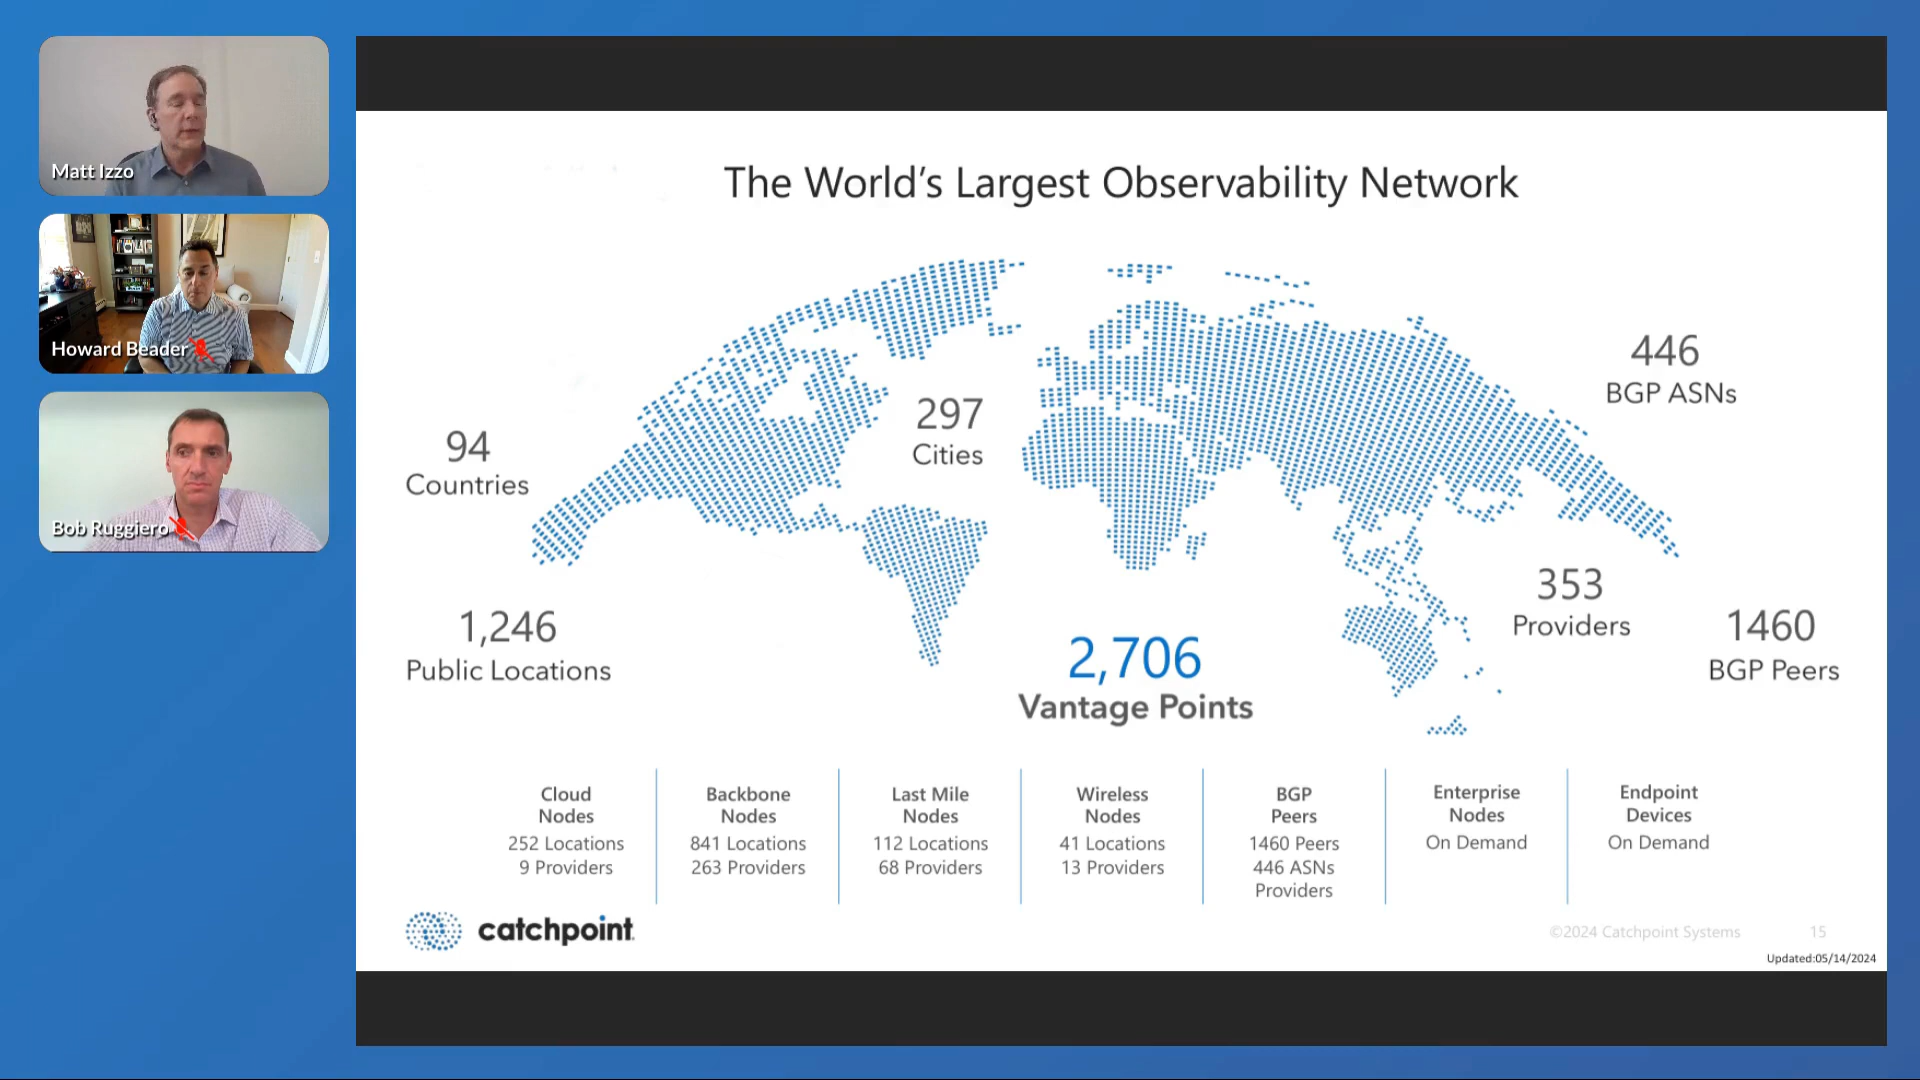 Matt Izzo
Howard Beader
Bob Ruggiero
The World's Largest Observability Network
446
BGP ASNs
297
Cities
94
Countries
353
Providers
1460
BGP Peers
1,246
Public Locations
2,706
Vantage Points
Cloud
Nodes
252 Locations
9 Providers
Backbone
Nodes
841 Locations
263 Providers
Last Mile
Nodes
112 Locations
68 Providers
Wireless
Nodes
41 Locations
13 Providers
BGP
Peers
1460 Peers
446 ASNs
Providers
Enterprise
Nodes
On Demand
Endpoint
Devices
On Demand
catchpoint
©2024 Catchpoint Systems
15
Updated:05/14/2024